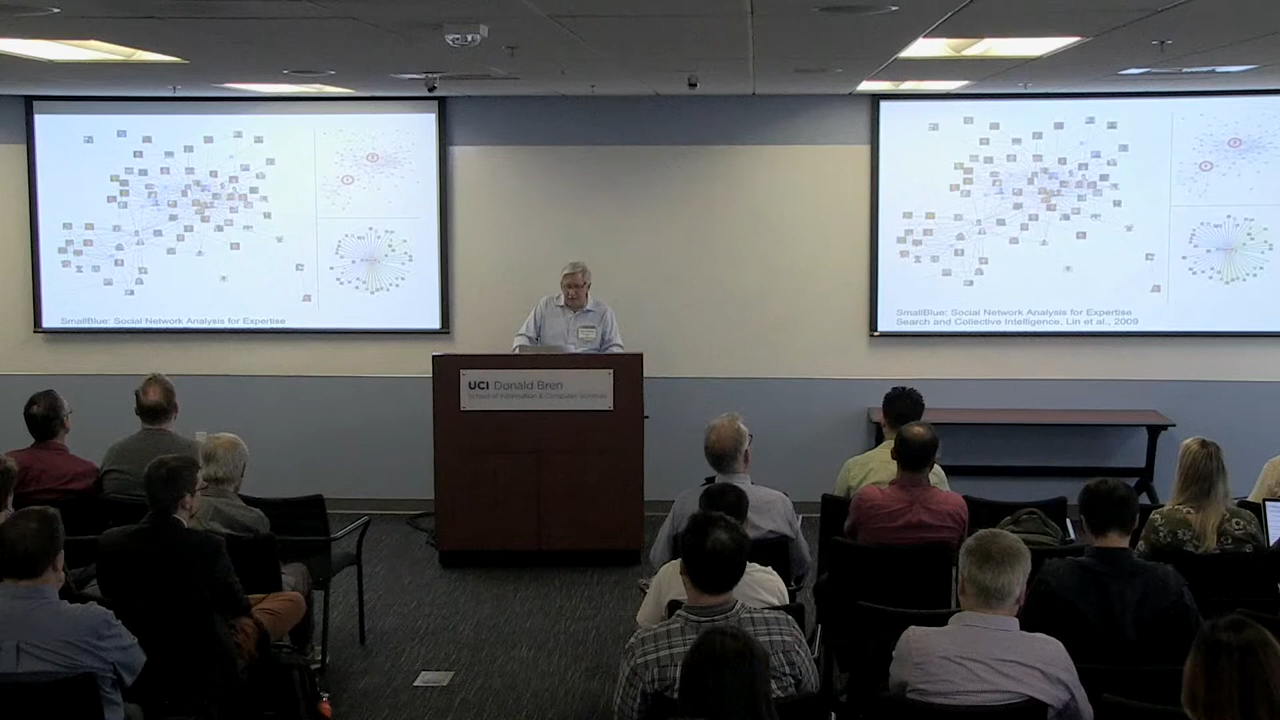 SmallBlue: Social Network Analysis for Expertise
UCI Donald Bren
School of Information & Computer Sciences
SmallBlue: Social Network Analysis for Expertise
Search and Collective Intelligence, Lin et al., 2009